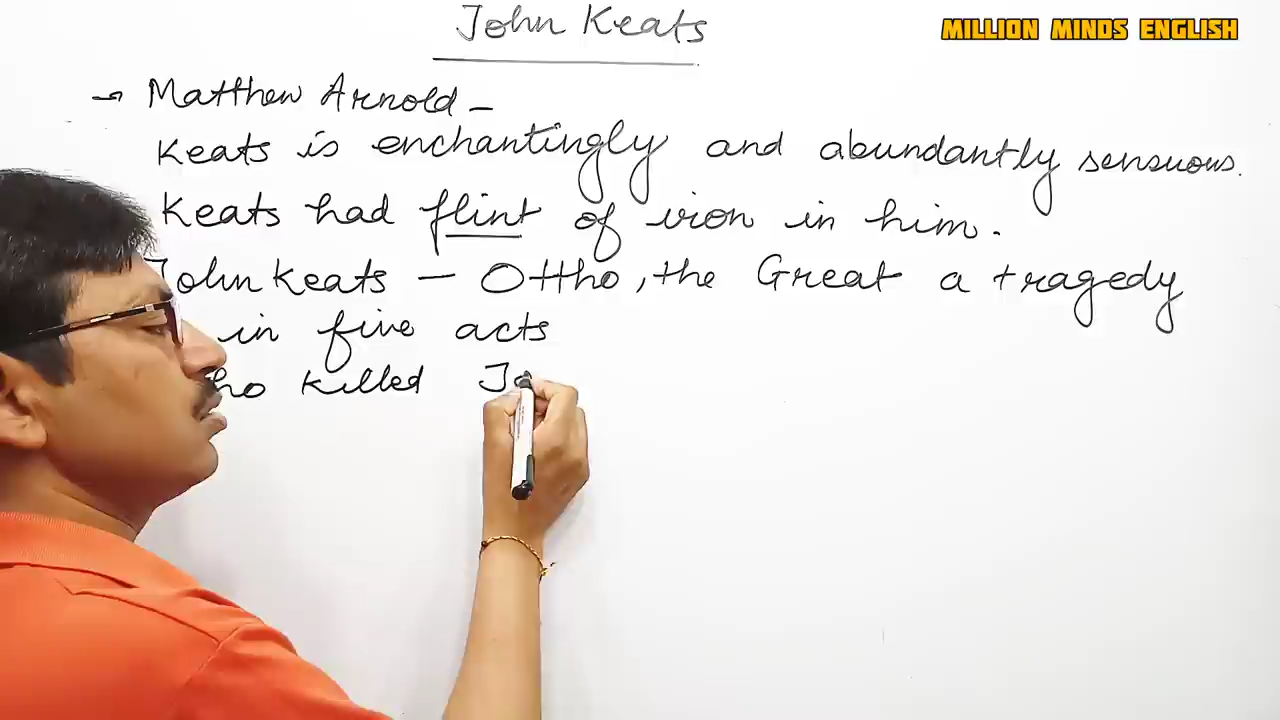 John Keats
MILLION MINDS ENGLISH
→ Matthew Arnold -
Keats is enchantingly and abundantly sensuous.
Keats had flint of iron in him.
John Keats - Ottho, the Great a tragedy
in five acts
killed Jo